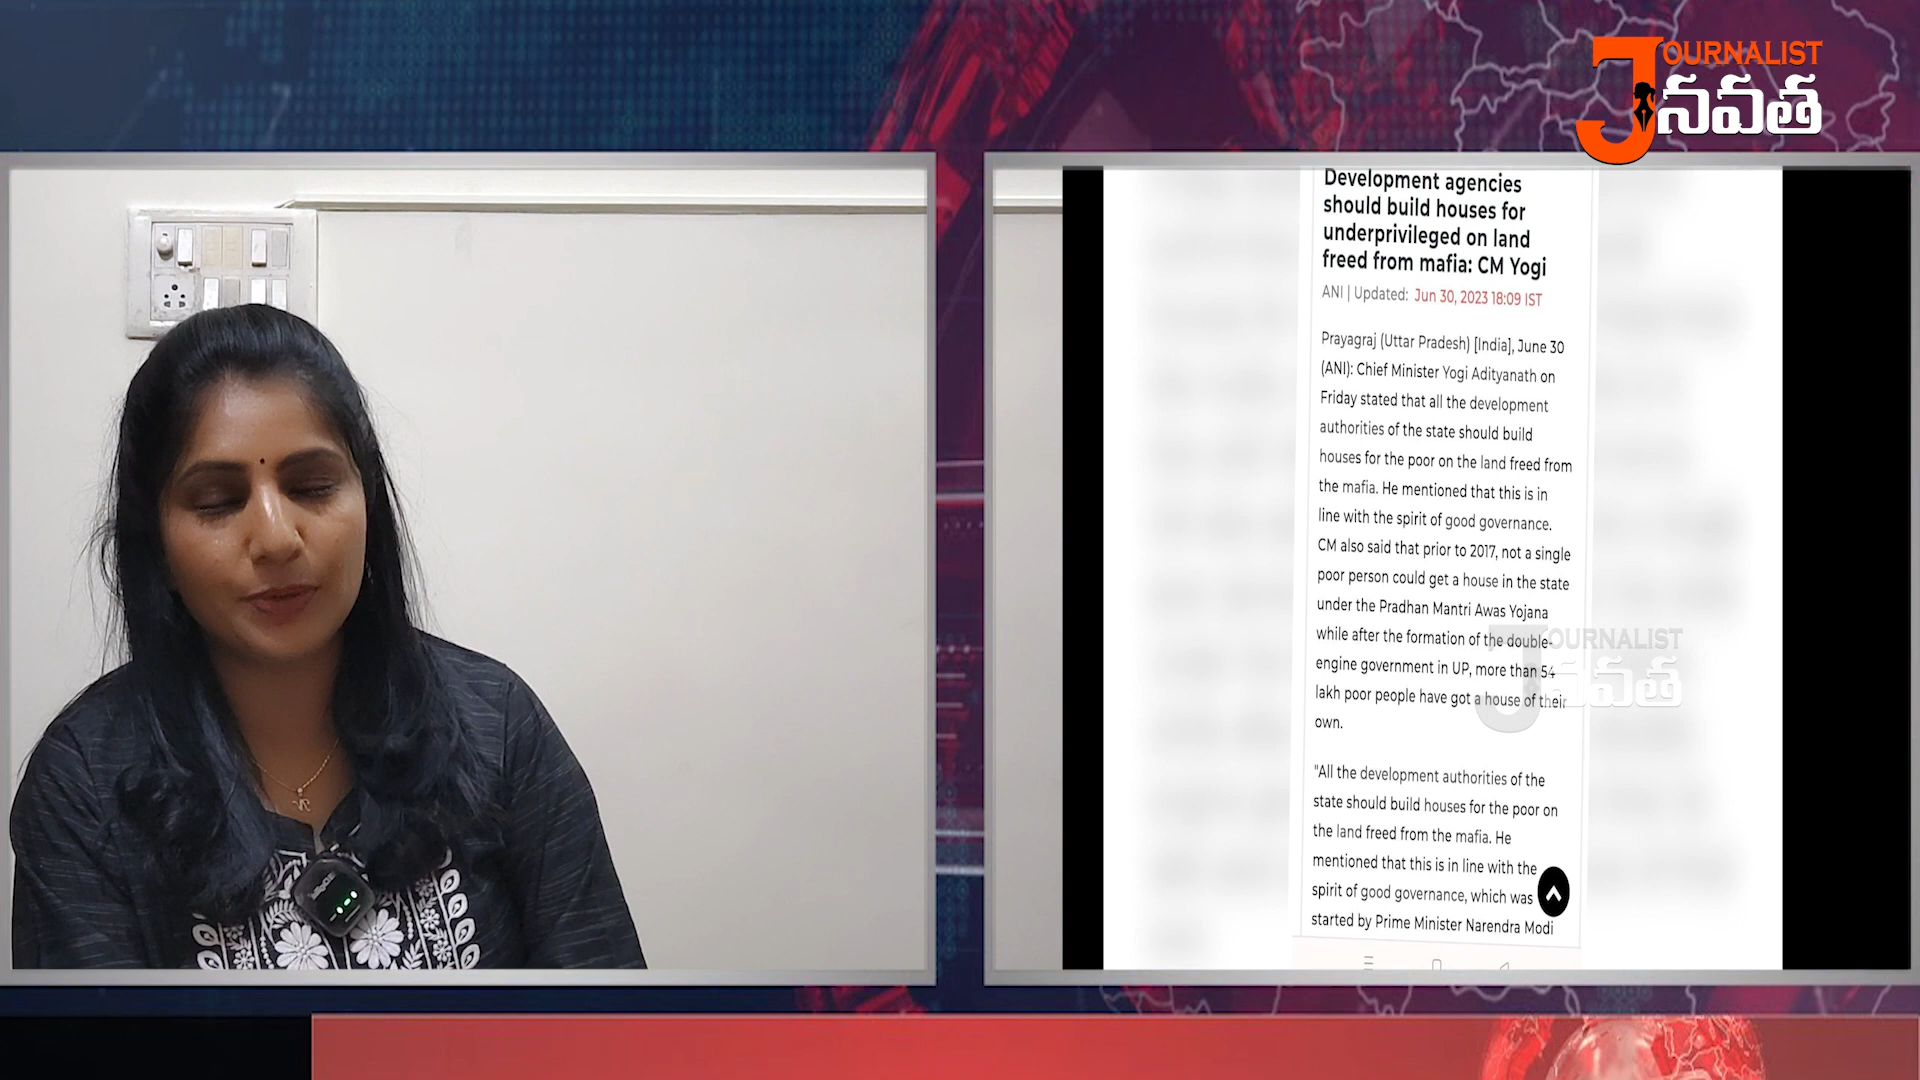 JOURNALIST
నవత
Development agencies
should build houses for
underprivileged on land
freed from mafia: CM Yogi
ANI | Updated: Jun 30, 2023 18:09 IST
Prayagraj (Uttar Pradesh) [India], June 30
(ANI): Chief Minister Yogi Adityanath on
Friday stated that all the development
authorities of the state should build
houses for the poor on the land freed from
the mafia. He mentioned that this is in
line with the spirit of good governance.
CM also said that prior to 2017, not a single
poor person could get a house in the state
under the Pradhan Mantri Awas Yojana
while after the formation of the double-
engine government in UP, more than 54
lakh poor people have got a house of their
own.
"All the development authorities of the
state should build houses for the poor on
the land freed from the mafia. He
mentioned that this is in line with the
spirit of good governance, which was
started by Prime Minister Narendra Modi
JOURNALIST
నవత